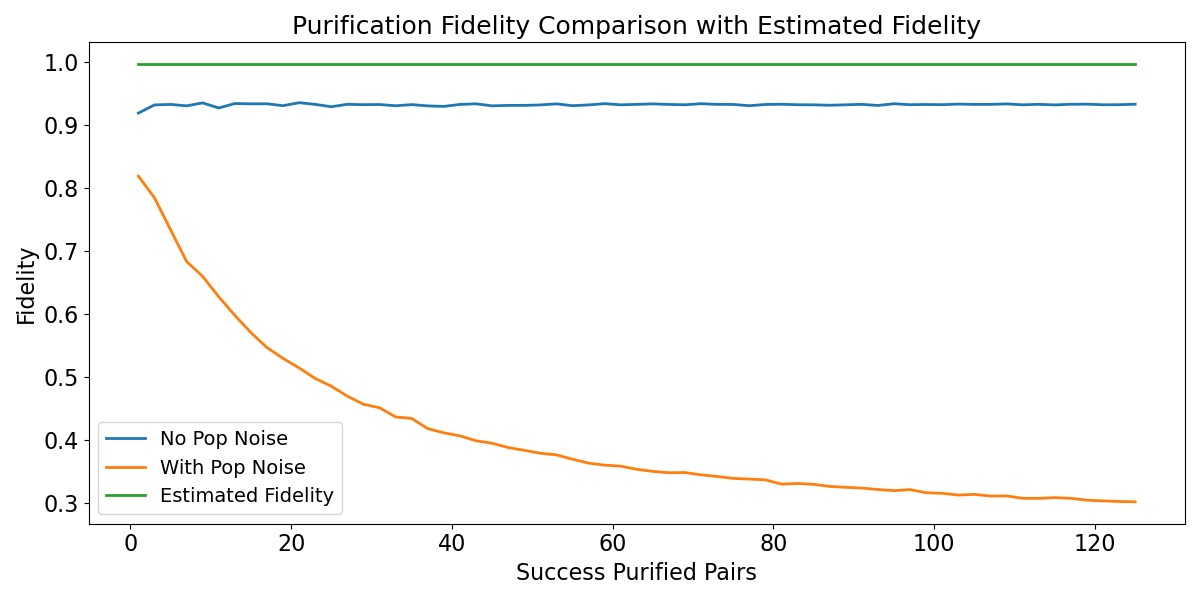 Purification Fidelity Comparison with Estimated Fidelity
Fidelity
1.0
0.9
0.8
0.7
0.6
0.5
0.4
0.3
No Pop Noise
With Pop Noise
Estimated Fidelity
0 20 40 60 80 100 120
Success Purified Pairs